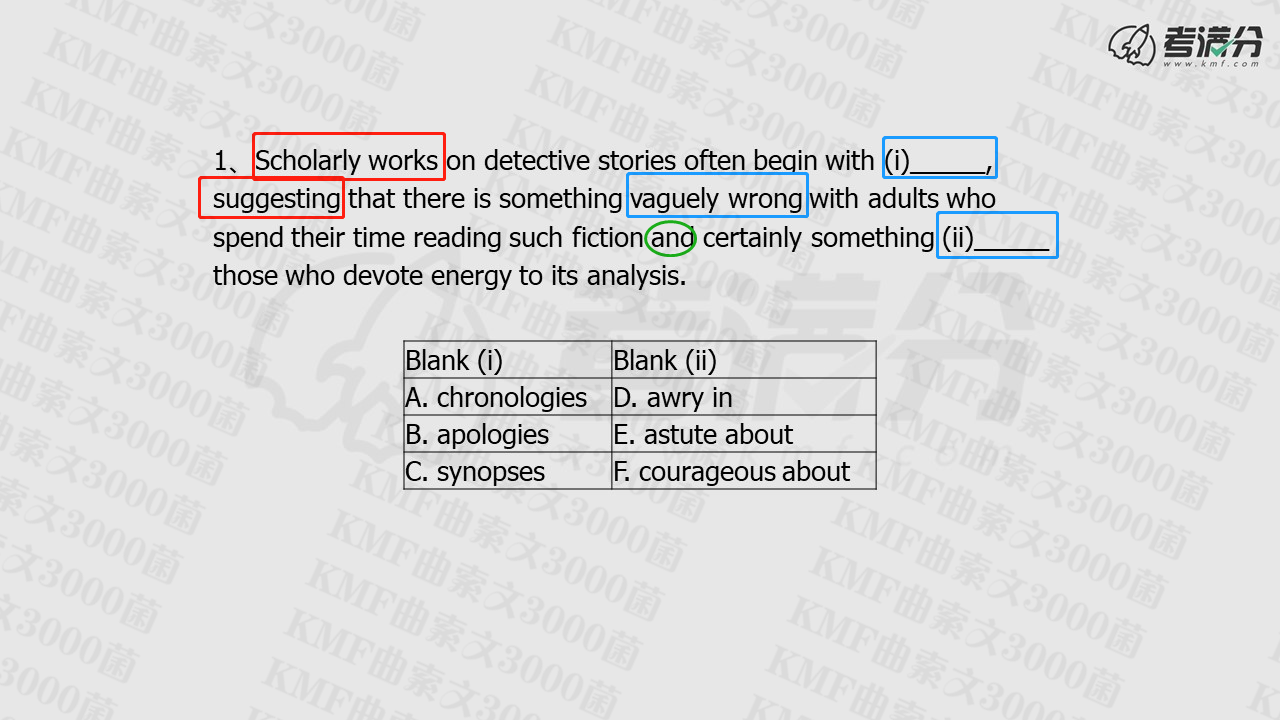 考满分
www.kmf.com
1、Scholarly works on detective stories often begin with (i)______,
suggesting that there is something vaguely wrong with adults who
spend their time reading such fiction and certainly something (ii)______
those who devote energy to its analysis.
Blank (i) Blank (ii)
A. chronologies D. awry in
B. apologies E. astute about
C. synopses F. courageous about
KMF曲索文3000菌